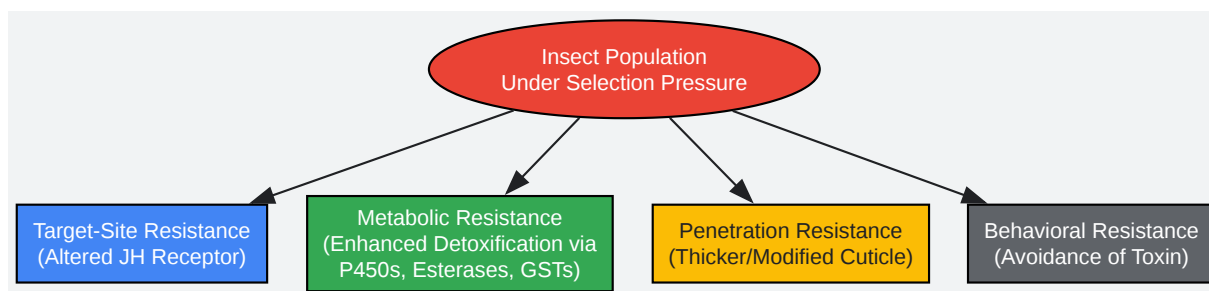 Insect Population
Under Selection Pressure
Target-Site Resistance
(Altered JH Receptor)
Metabolic Resistance
(Enhanced Detoxification via
P450s, Esterases, GSTs)
Penetration Resistance
(Thicker/Modified Cuticle)
Behavioral Resistance
(Avoidance of Toxin)